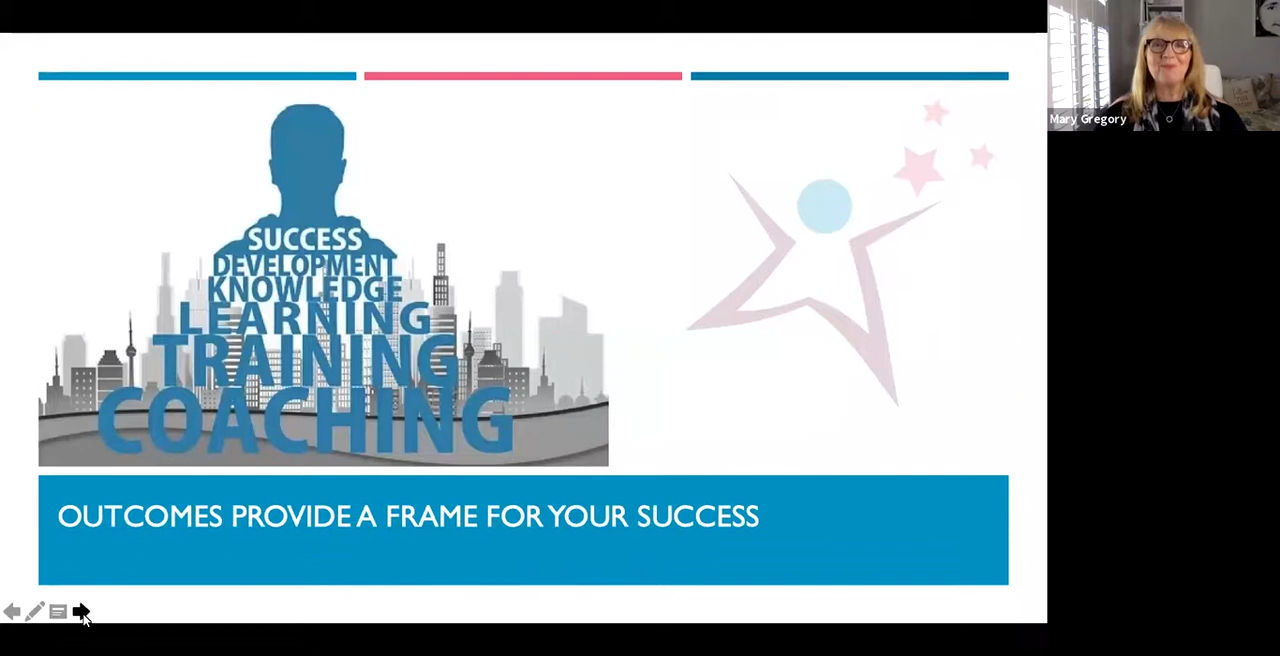 SUCCESS
DEVELOPMENT
KNOWLEDGE
LEARNING
TRAINING
COACHING
OUTCOMES PROVIDE A FRAME FOR YOUR SUCCESS
Mary Gregory